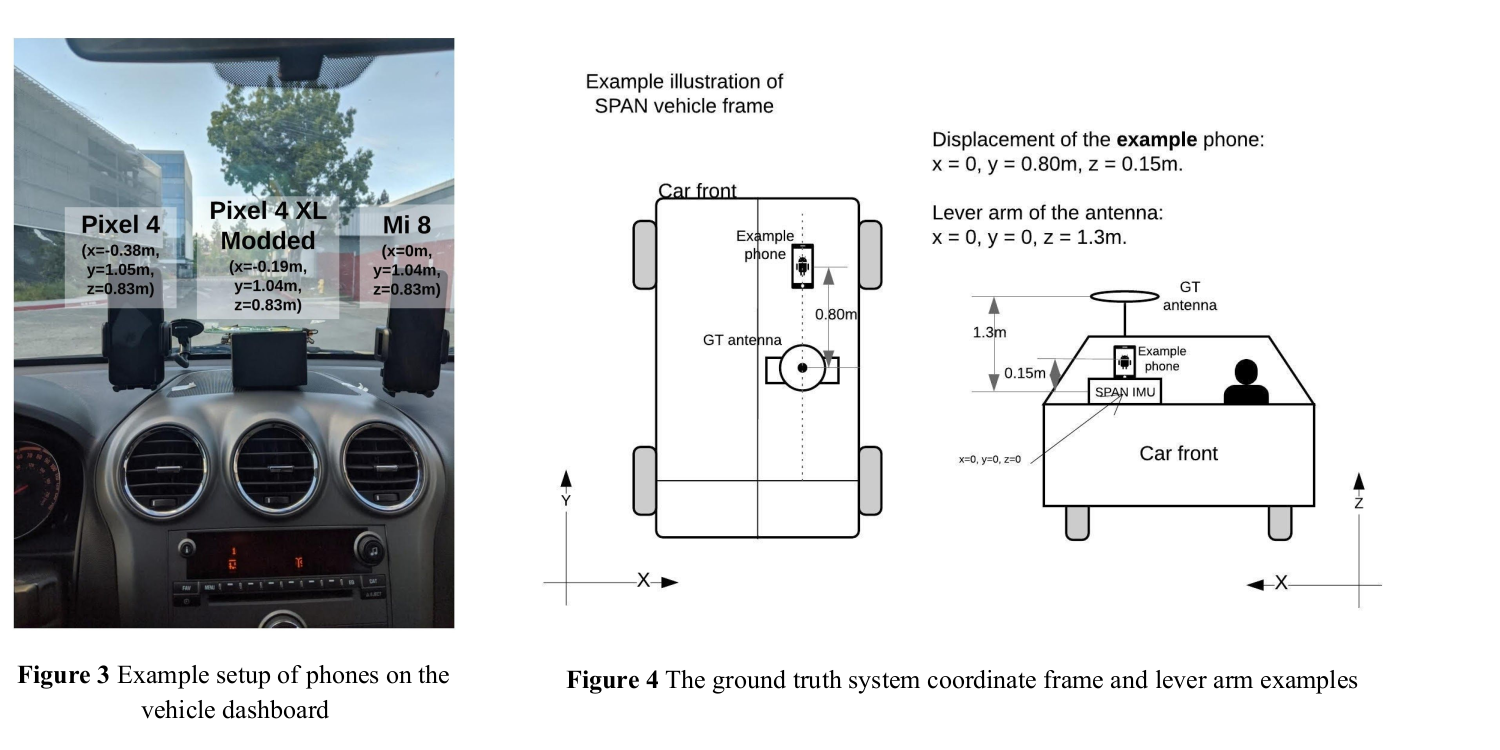 Pixel 4
(x=-0.38m,
y=1.05m,
z=0.83m)
Pixel 4 XL
Modded
(x=-0.19m,
y=1.04m,
z=0.83m)
Mi 8
(x=0m,
y=1.04m,
z=0.83m)
FAV
MENU
CAT
Figure 3 Example setup of phones on the
vehicle dashboard
Example illustration of
SPAN vehicle frame
Car front
Example
phone
0.80m
GT antenna
Y
X
Displacement of the example phone:
x = 0, y = 0.80m, z = 0.15m.
Lever arm of the antenna:
x = 0, y = 0, z = 1.3m.
GT
antenna
1.3m
Example
phone
0.15m
SPAN IMU
x=0, y=0, z=0
Car front
Z
X
Figure 4 The ground truth system coordinate frame and lever arm examples